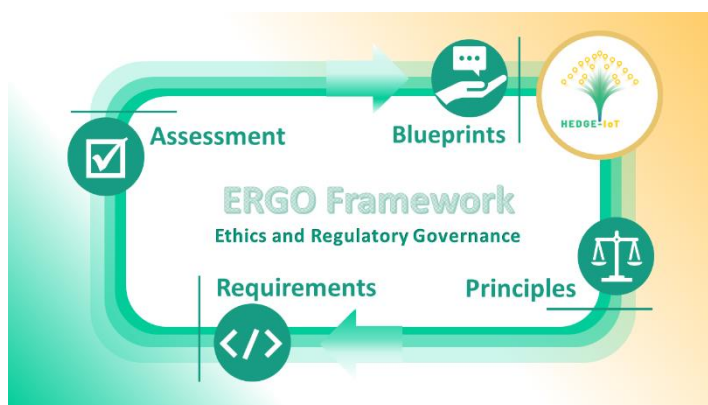 Assessment
Blueprints
HEDGE-IoT
ERGO Framework
Ethics and Regulatory Governance
Requirements
Principles